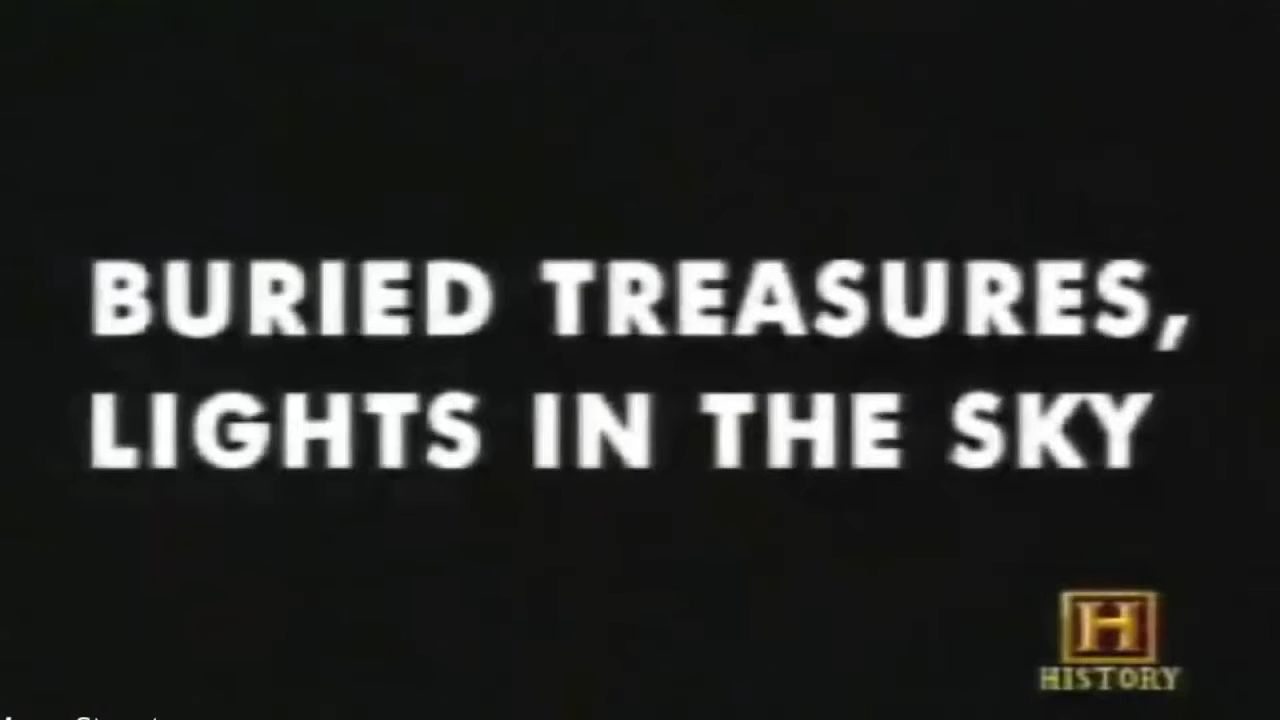 BURIED TREASURES,
LIGHTS IN THE SKY
H
HISTORY